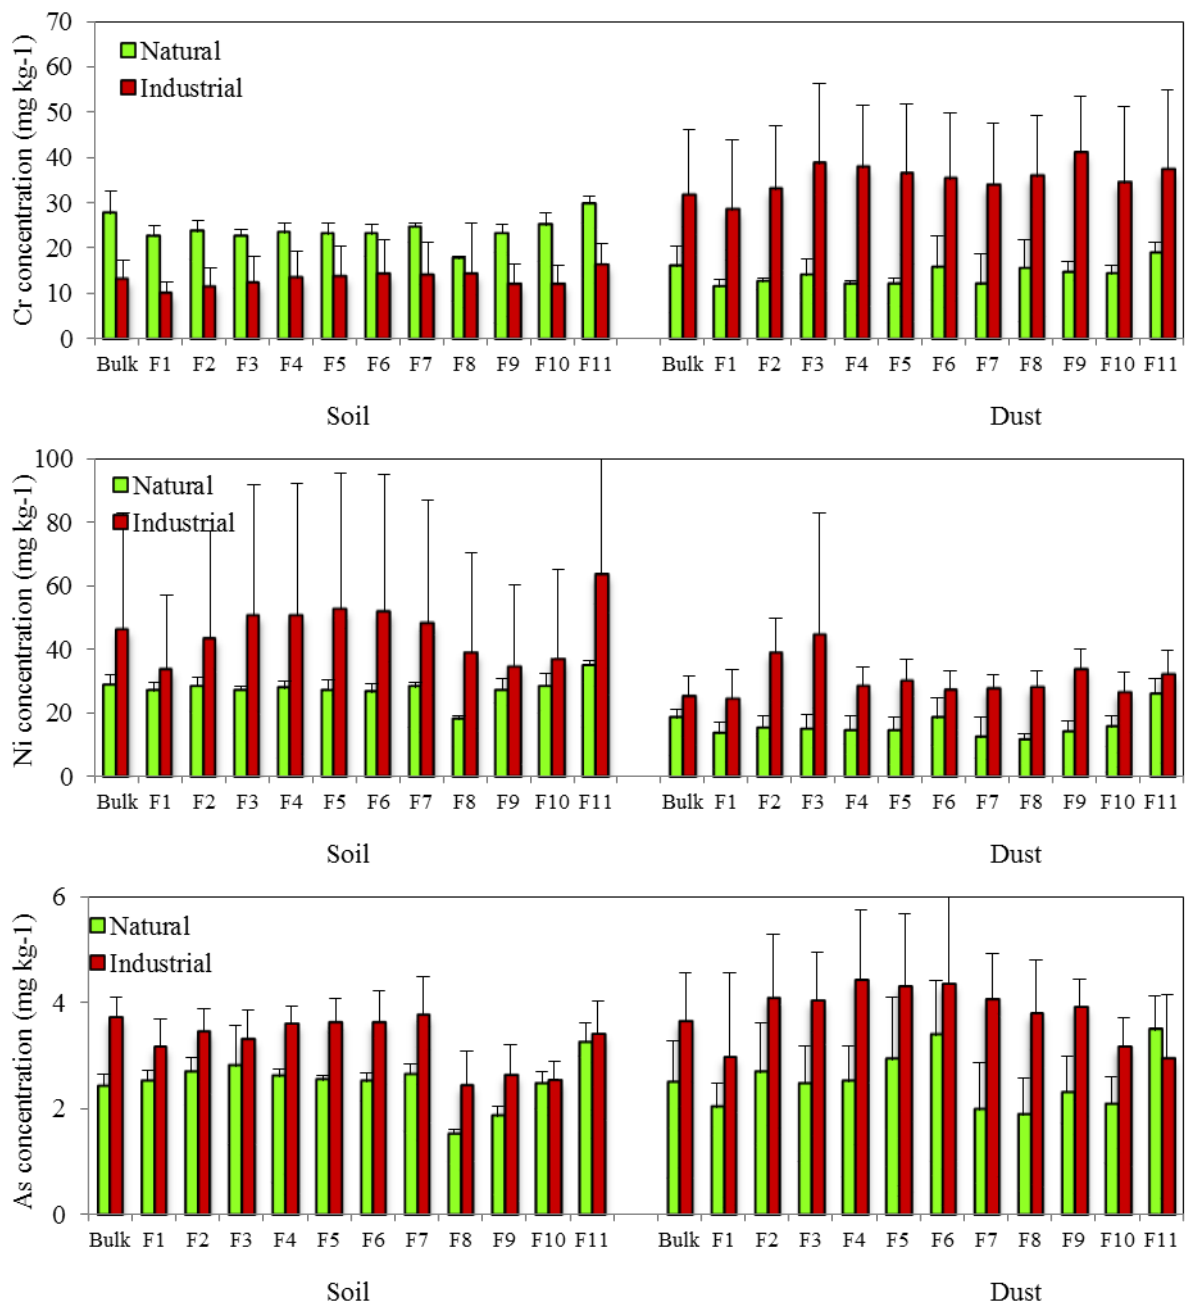 Cr concentration (mg kg-1)
70
60
50
40
30
20
10
0
Natural
Industrial
Bulk F1 F2 F3 F4 F5 F6 F7 F8 F9 F10 F11 Bulk F1 F2 F3 F4 F5 F6 F7 F8 F9 F10 F11
Soil Dust
Ni concentration (mg kg-1)
100
80
60
40
20
0
Natural
Industrial
Bulk F1 F2 F3 F4 F5 F6 F7 F8 F9 F10 F11 Bulk F1 F2 F3 F4 F5 F6 F7 F8 F9 F10 F11
Soil Dust
As concentration (mg kg-1)
6
4
2
0
Natural
Industrial
Bulk F1 F2 F3 F4 F5 F6 F7 F8 F9 F10 F11 Bulk F1 F2 F3 F4 F5 F6 F7 F8 F9 F10 F11
Soil Dust